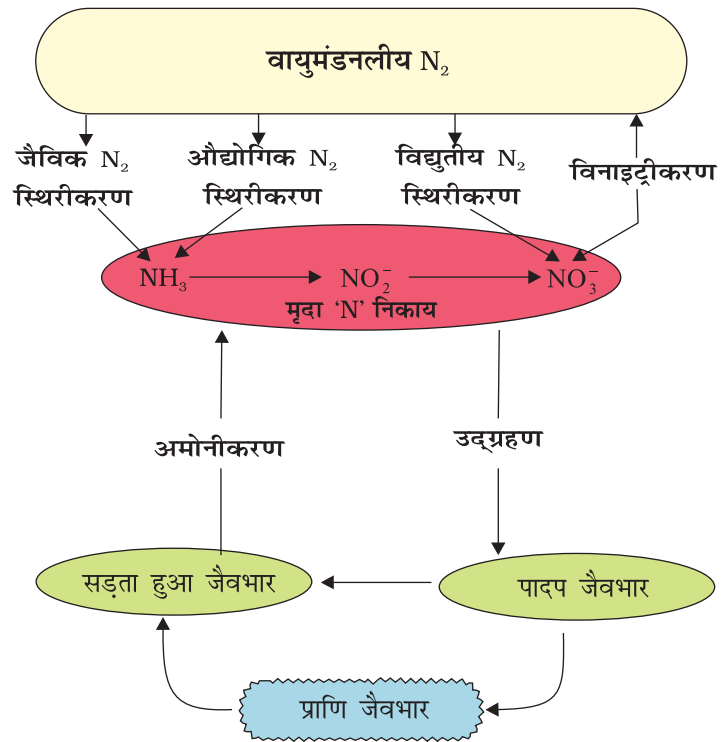 वायुमंडनलीय N₂
जैविक N₂
स्थिरीकरण
औद्योगिक N₂
स्थिरीकरण
विद्युतीय N₂
स्थिरीकरण
विनाइट्रीकरण
NH₃
NO₂⁻
NO₃⁻
मृदा ‘N’ निकाय
अमोनीकरण
उद्ग्रहण
सड़ता हुआ जैवभार
पादप जैवभार
प्राणि जैवभार